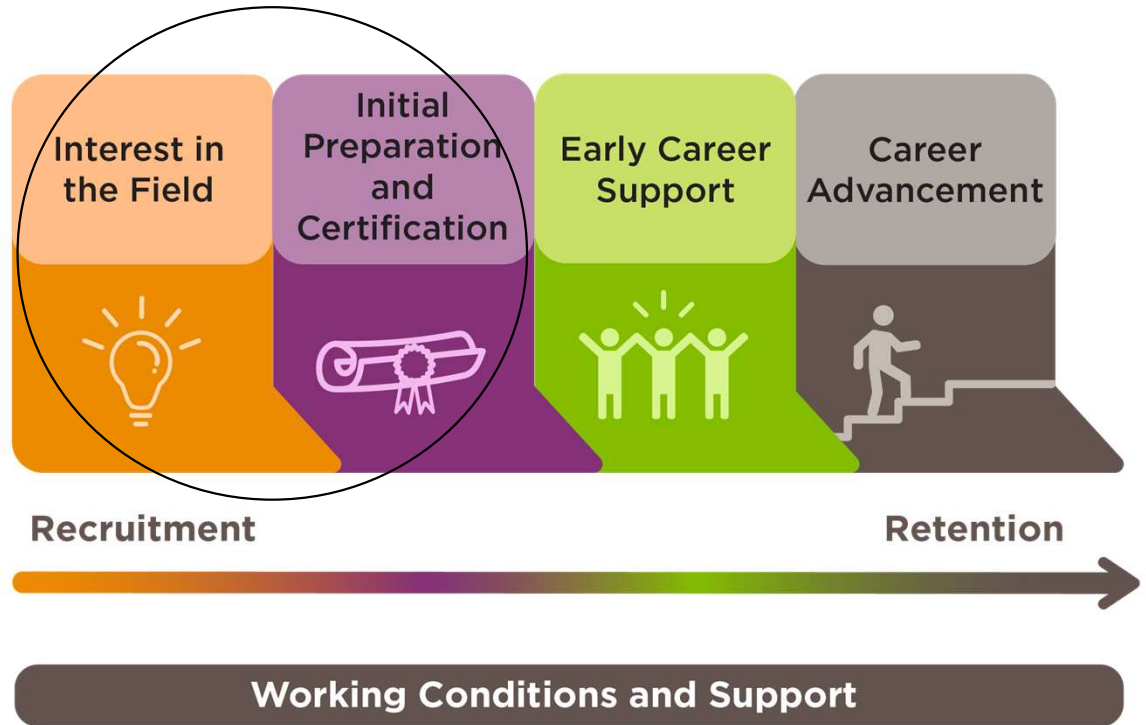 Interest in
the Field
Initial
Preparation
and
Certification
Early Career
Support
Career
Advancement
Recruitment
Retention
Working Conditions and Support